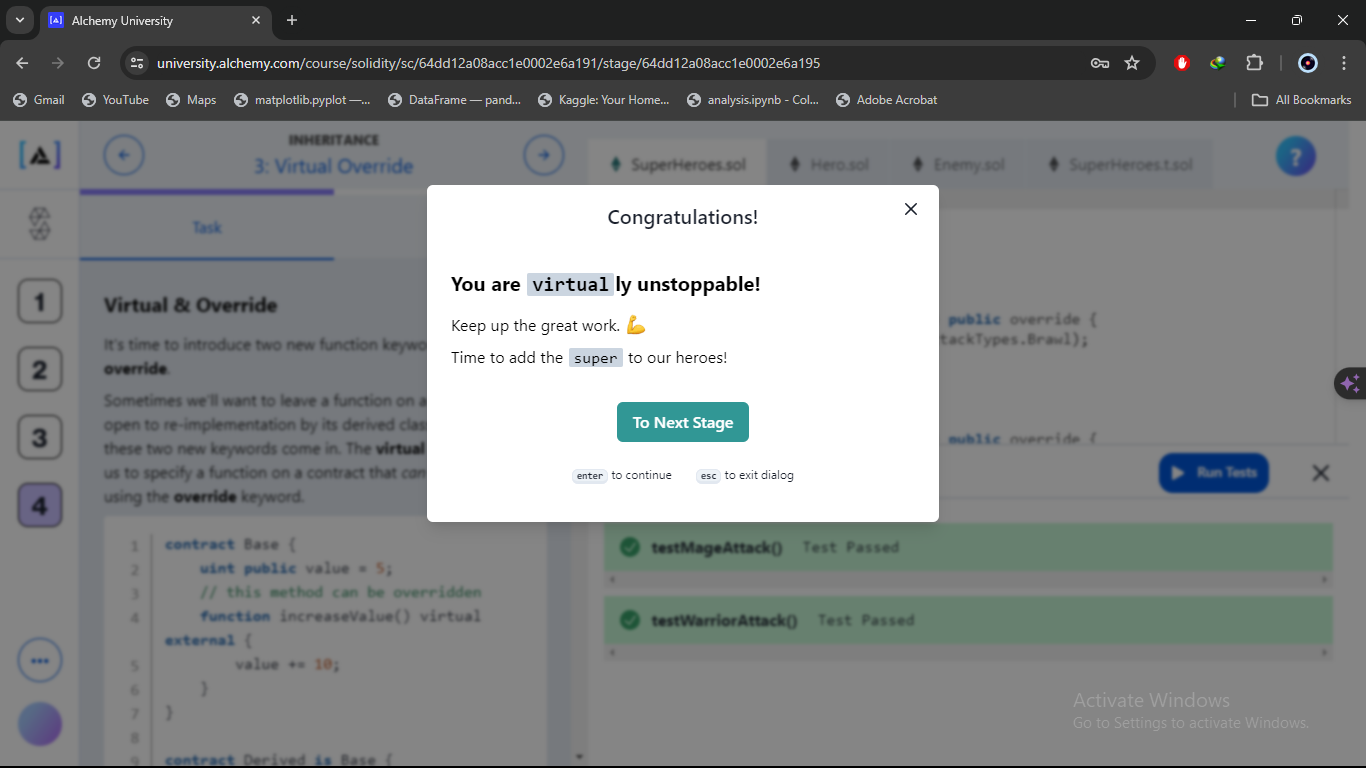 Alchemy University
university.alchemy.com/course/solidity/sc/64dd12a08acc1e0002e6a191/stage/64dd12a08acc1e0002e6a195
Gmail YouTube Maps matplotlib.pyplot —... DataFrame — pand... Kaggle: Your Home... analysis.ipynb - Col... Adobe Acrobat All Bookmarks
INHERITANCE
3: Virtual Override
SuperHeroes.sol Hero.sol Enemy.sol SuperHeroes.t.sol ?
Task
Congratulations!
You are virtually unstoppable!
Keep up the great work. 💪
Time to add the super to our heroes!
To Next Stage
enter to continue esc to exit dialog
1
2
3
4
Virtual & Override
It's time to introduce two new function keywo
override.
Sometimes we'll want to leave a function on a
open to re-implementation by its derived clas
these two new keywords come in. The virtual
us to specify a function on a contract that can
using the override keyword.
1 contract Base {
2 uint public value = 5;
3 // this method can be overridden
4 function increaseValue() virtual
external {
5 value += 10;
6 }
7 }
8
9 contract Derived is Base {
public override {
tackTypes.Brawl);
public override {
Run Tests
testMageAttack() Test Passed
testWarriorAttack() Test Passed
Activate Windows
Go to Settings to activate Windows.